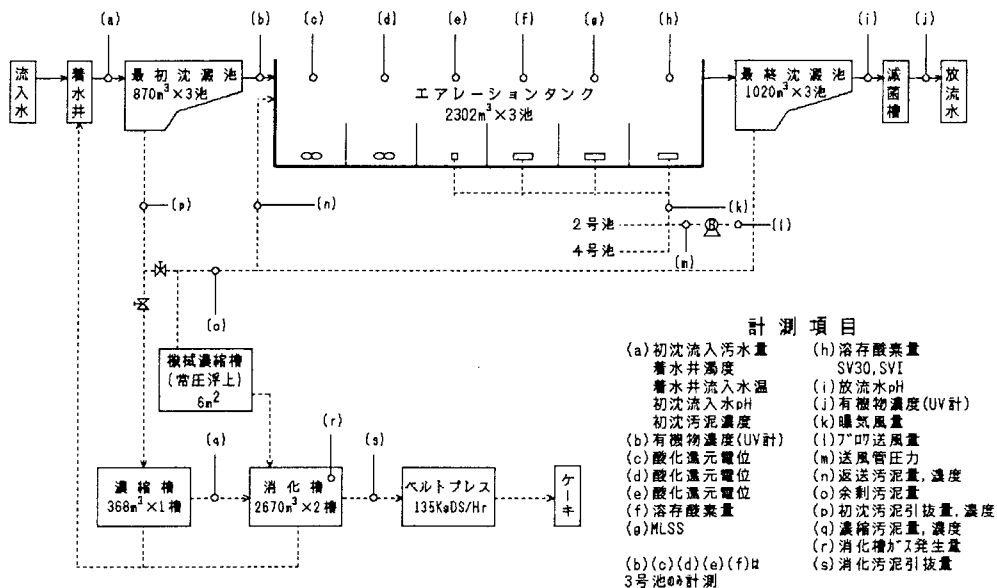 (a)
(b)
(c)
(d)
(e)
(f)
(g)
(h)
(i)
(j)
流入水
着水井
最初沈澱池
870m³×3池
エアレーションタンク
2302m³×3池
最終沈澱池
1020m³×3池
滅菌槽
放流水
(p)
(n)
(k)
2号池
B
(l)
4号池
(m)
(o)
機械濃縮槽
(常圧浮上)
6m²
(q)
(r)
(s)
濃縮槽
368m³×1槽
消化槽
2670m³×2槽
ベルトプレス
135KgDS/Hr
ケーキ
計測項目
(a)初沈流入汚水量
着水井濁度
着水井流入水温
初沈流入水pH
初沈汚泥濃度
(b)有機物濃度(UV計)
(c)酸化還元電位
(d)酸化還元電位
(e)酸化還元電位
(f)溶存酸素量
(g)MLSS
(b)(c)(d)(e)(f)は
3号池のみ計測
(h)溶存酸素量
SV30,SVI
(i)放流水pH
(j)有機物濃度(UV計)
(k)曝気風量
(l)ブロワ送風量
(m)送風管圧力
(n)返送汚泥量,濃度
(o)余剰汚泥量
(p)初沈汚泥引抜量,濃度
(q)濃縮汚泥量,濃度
(r)消化槽ガス発生量
(s)消化汚泥引抜量